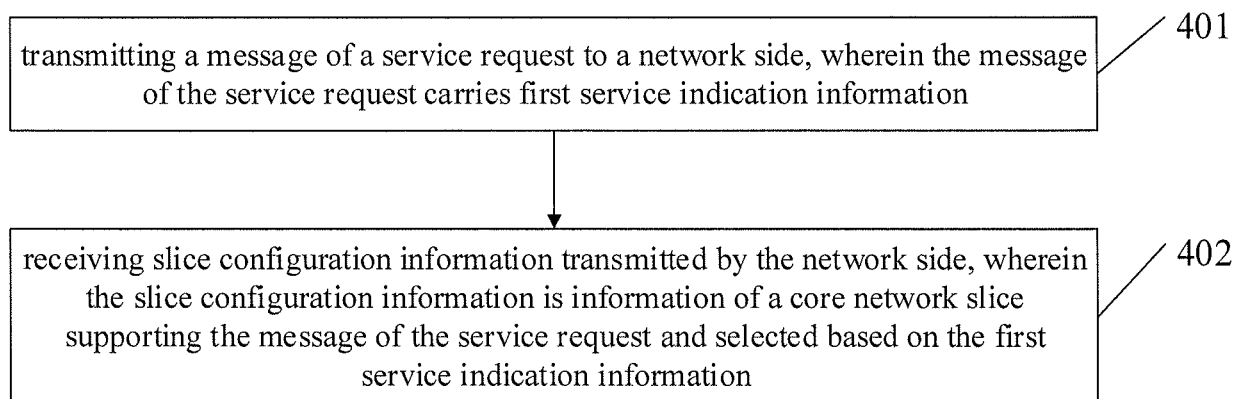 401
transmitting a message of a service request to a network side, wherein the message
of the service request carries first service indication information
402
receiving slice configuration information transmitted by the network side, wherein
the slice configuration information is information of a core network slice
supporting the message of the service request and selected based on the first
service indication information